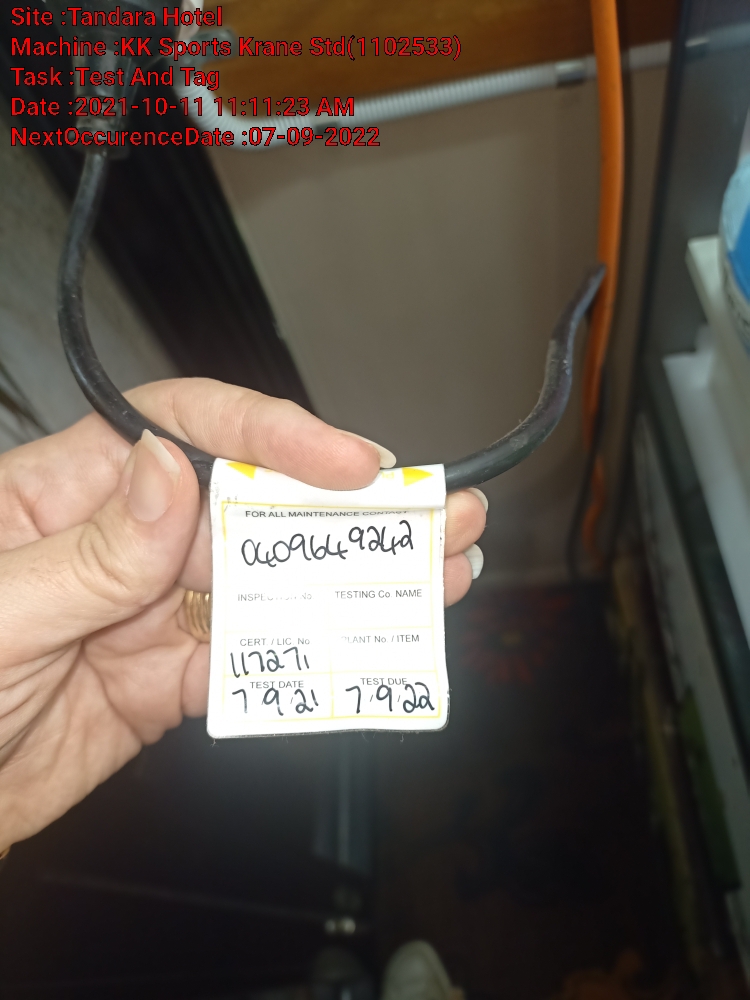 Site :Tandara Hotel
Machine :KK Sports Krane Std(1102533)
Task :Test And Tag
Date :2021-10-11 11:11:23 AM
NextOccurenceDate :07-09-2022
FOR ALL MAINTENANCE CONTACT
0409649242
No TESTING Co. NAME
CERT / LIC. No PLANT No. / ITEM
117271
TEST DATE TEST DUE
7/9/21 7/9/22